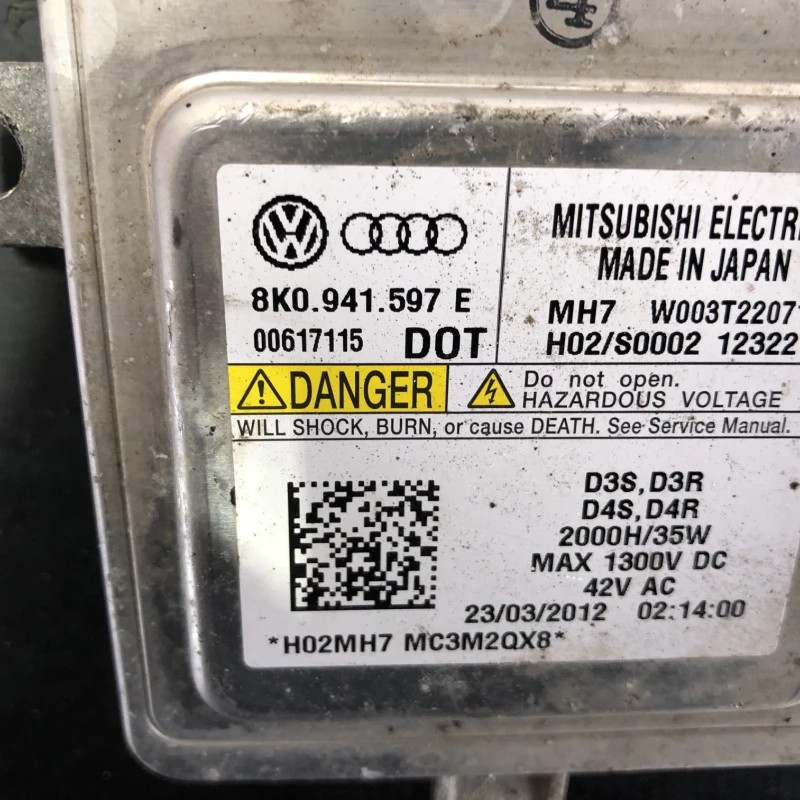 4
MITSUBISHI ELECTRI
MADE IN JAPAN
8K0.941.597 E
MH7 W003T2207
00617115 DOT
H02/S0002 12322
DANGER
Do not open.
HAZARDOUS VOLTAGE
WILL SHOCK, BURN, or cause DEATH. See Service Manual.
D3S, D3R
D4S, D4R
2000H/35W
MAX 1300V DC
42V AC
23/03/2012 02:14:00
*H02MH7 MC3M2QX8*